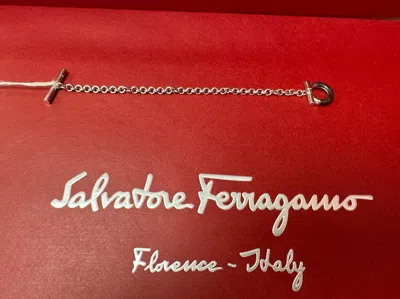 Salvatore Ferragamo
Florence - Italy